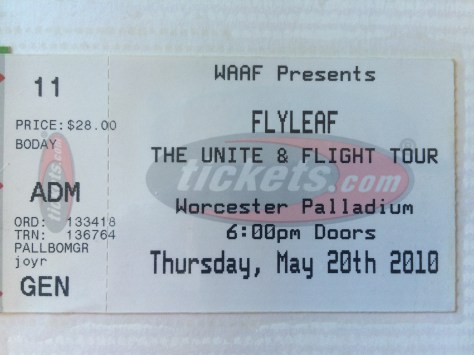 11
PRICE:$28.00
BODAY
ADM
ORD: 133418
TRN: 136764
PALLBOMGR
joyr
GEN
tickets
WAAF Presents
FLYLEAF
THE UNITE & FLIGHT TOUR
tickets.com
Worcester Palladium
6:00pm Doors
Thursday, May 20th 2010